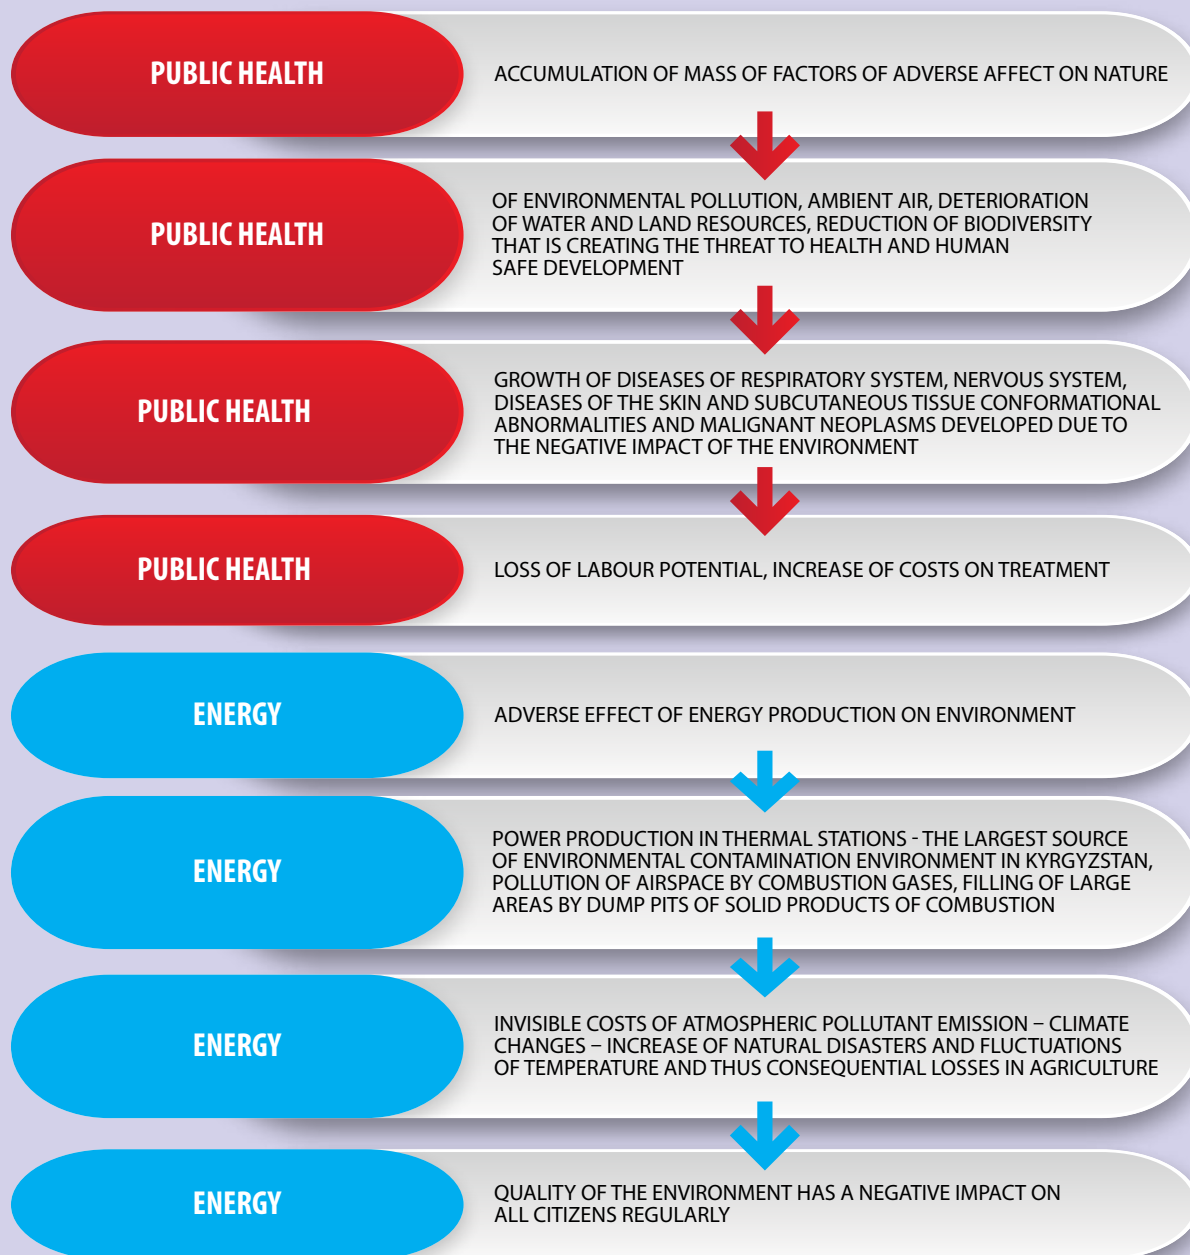 PUBLIC HEALTH
ACCUMULATION OF MASS OF FACTORS OF ADVERSE AFFECT ON NATURE
PUBLIC HEALTH
OF ENVIRONMENTAL POLLUTION, AMBIENT AIR, DETERIORATION
OF WATER AND LAND RESOURCES, REDUCTION OF BIODIVERSITY
THAT IS CREATING THE THREAT TO HEALTH AND HUMAN
SAFE DEVELOPMENT
PUBLIC HEALTH
GROWTH OF DISEASES OF RESPIRATORY SYSTEM, NERVOUS SYSTEM,
DISEASES OF THE SKIN AND SUBCUTANEOUS TISSUE CONFORMATIONAL
ABNORMALITIES AND MALIGNANT NEOPLASMS DEVELOPED DUE TO
THE NEGATIVE IMPACT OF THE ENVIRONMENT
PUBLIC HEALTH
LOSS OF LABOUR POTENTIAL, INCREASE OF COSTS ON TREATMENT
ENERGY
ADVERSE EFFECT OF ENERGY PRODUCTION ON ENVIRONMENT
ENERGY
POWER PRODUCTION IN THERMAL STATIONS - THE LARGEST SOURCE
OF ENVIRONMENTAL CONTAMINATION ENVIRONMENT IN KYRGYZSTAN,
POLLUTION OF AIRSPACE BY COMBUSTION GASES, FILLING OF LARGE
AREAS BY DUMP PITS OF SOLID PRODUCTS OF COMBUSTION
ENERGY
INVISIBLE COSTS OF ATMOSPHERIC POLLUTANT EMISSION – CLIMATE
CHANGES – INCREASE OF NATURAL DISASTERS AND FLUCTUATIONS
OF TEMPERATURE AND THUS CONSEQUENTIAL LOSSES IN AGRICULTURE
ENERGY
QUALITY OF THE ENVIRONMENT HAS A NEGATIVE IMPACT ON
ALL CITIZENS REGULARLY